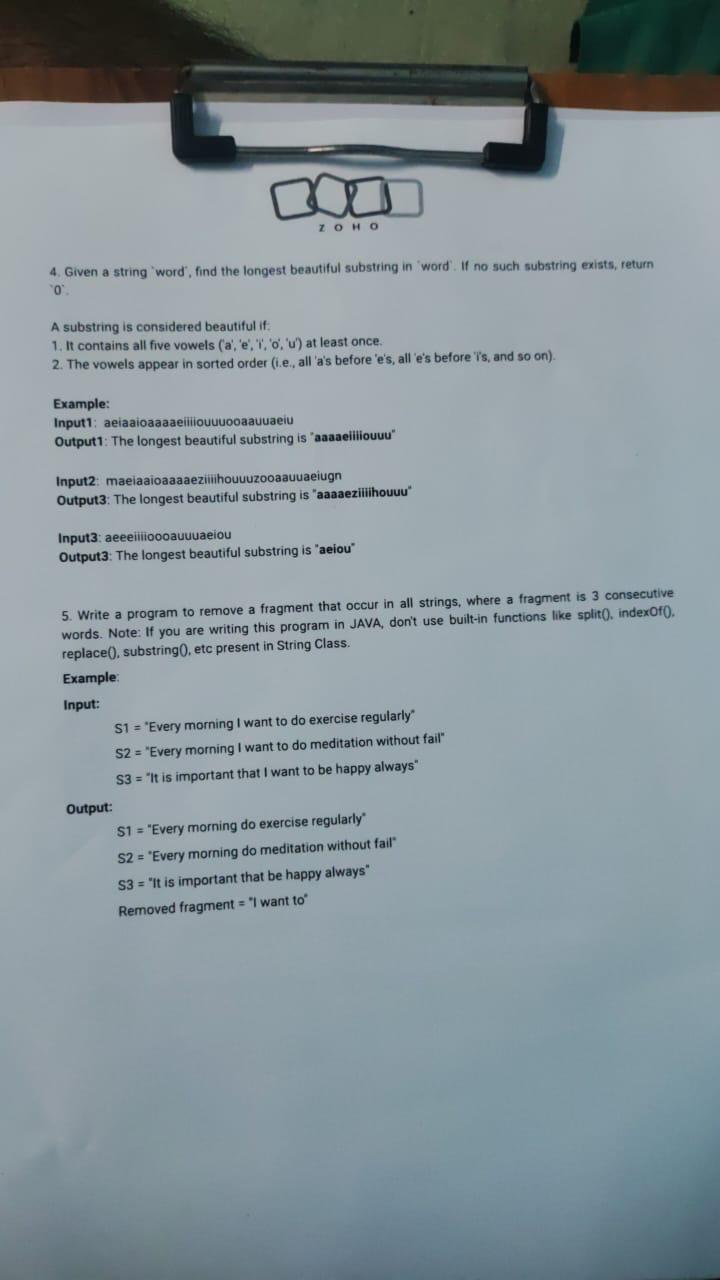 ZOHO
4. Given a string `word`, find the longest beautiful substring in `word`. If no such substring exists, return
`0`.
A substring is considered beautiful if:
1. It contains all five vowels ('a', 'e', 'i', 'o', 'u') at least once.
2. The vowels appear in sorted order (i.e., all 'a's before 'e's, all 'e's before 'i's, and so on).
Example:
Input1: aeiaaioaaaaeiiiiouuuooaauuaeiu
Output1: The longest beautiful substring is "aaaaeiiiiouuu"
Input2: maeiaaioaaaaeziiiihouuuzooaauuaeiugn
Output3: The longest beautiful substring is "aaaaeziiiihouuu"
Input3: aeeeiiiioooauuuaeiou
Output3: The longest beautiful substring is "aeiou"
5. Write a program to remove a fragment that occur in all strings, where a fragment is 3 consecutive
words. Note: If you are writing this program in JAVA, don't use built-in functions like split(), indexOf(),
replace(), substring(), etc present in String Class.
Example:
Input:
S1 = "Every morning I want to do exercise regularly"
S2 = "Every morning I want to do meditation without fail"
S3 = "It is important that I want to be happy always"
Output:
S1 = "Every morning do exercise regularly"
S2 = "Every morning do meditation without fail"
S3 = "It is important that be happy always"
Removed fragment = "I want to"